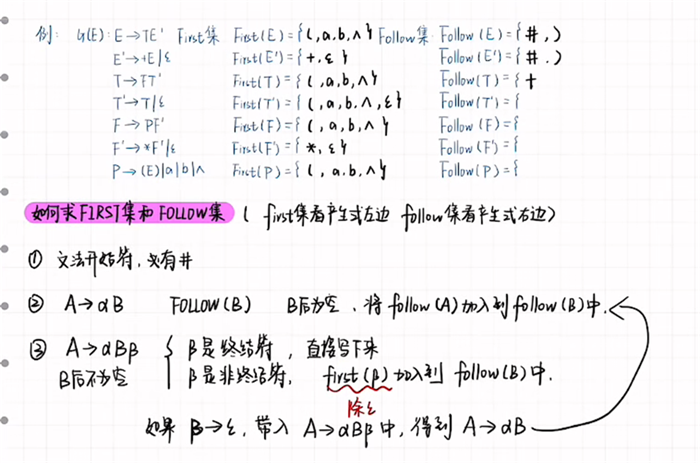 例: G(E): E→TE' First集 First(E)={(,a,b,∧} Follow集 Follow(E)={#,)
E'→+E|ε First(E')={+,ε} Follow(E')={#,)
T→FT' First(T)={(,a,b,∧} Follow(T)={+
T'→T|ε First(T')={(,a,b,∧,ε} Follow(T')={
F→PF' First(F)={(,a,b,∧} Follow(F)={
F'→*F'|ε First(F')={*,ε} Follow(F')={
P→(E)|a|b|∧ First(P)={(,a,b,∧} Follow(P)={
如何求FIRST集和FOLLOW集 ( first集看产生式左边 follow集看产生式右边)
① 文法开始符,必有#
② A→αB FOLLOW(B) B后为空,将follow(A)加入到follow(B)中.
③ A→αBβ { β是终结符,直接写下来
B后不为空 β是非终结符, first(β)加入到follow(B)中.
除ε
如果 β→ε,带入 A→αBβ中,得到 A→αB